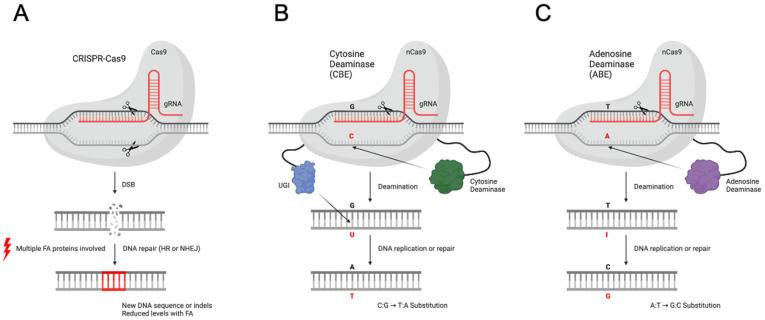 A
CRISPR-Cas9
Cas9
gRNA
DSB
Multiple FA proteins involved
DNA repair (HR or NHEJ)
New DNA sequence or indels
Reduced levels with FA
B
Cytosine
Deaminase
(CBE)
nCas9
G
gRNA
C
UGI
Deamination
Cytosine
Deaminase
G
U
DNA replication or repair
A
T
C:G → T:A Substitution
C
Adenosine
Deaminase
(ABE)
nCas9
T
gRNA
A
Deamination
Adenosine
Deaminase
T
I
DNA replication or repair
C
G
A:T → G:C Substitution